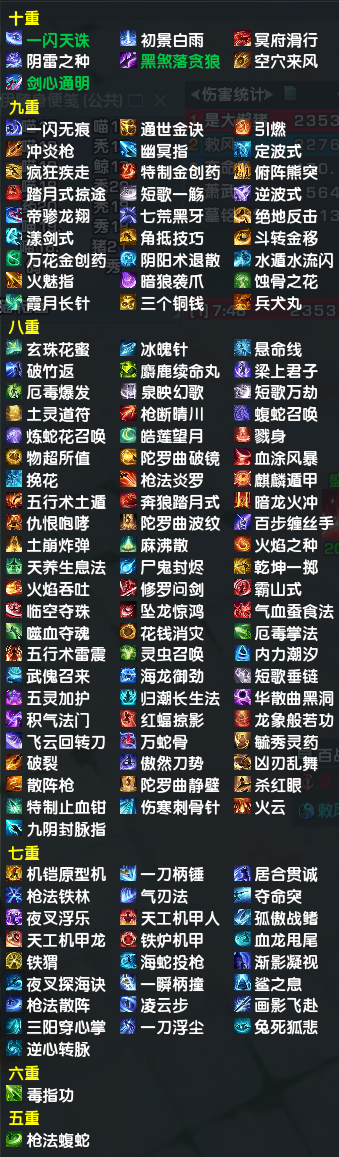 十重
一闪天诛 初景白雨 冥府滑行
阴雷之种 黑煞落贪狼 空穴来风
剑心通明
<伤害统计>
九重
一闪无痕 通世金诀 引燃
冲炎枪 幽冥指 定波式
疯狂疾走 特制金创药 俯阵熊突
踏月式掠途 短歌一筋 逆波式
帝骖龙翔 七荒黑牙 绝地反击
漾剑式 角抵技巧 斗转金移
万花金创药 阴阳术退散 水遁水流闪
火魅指 暗狼袭爪 蚀骨之花
霞月长针 三个铜钱 兵犬丸
八重
玄珠花蜜 冰魄针 悬命线
破竹返 麋鹿续命丸 梁上君子
厄毒爆发 泉映幻歌 短歌万劫
土灵道符 枪断晴川 蝮蛇召唤
炼蛇花召唤 皓莲望月 戮身
物超所值 陀罗曲破镜 血涂风暴
挽花 枪法炎罗 麒麟遁甲
五行术土遁 奔狼踏月式 暗龙火冲
仇恨咆哮 陀罗曲波纹 百步缠丝手
土崩炸弹 麻沸散 火焰之种
天养生息法 尸鬼封烬 乾坤一掷
火焰吞吐 修罗问剑 霸山式
临空夺珠 坠龙惊鸿 气血蚕食法
噬血夺魂 花钱消灾 厄毒掌法
五行术雷震 灵虫召唤 内力潮汐
武傀召来 海龙御劲 短歌垂链
五灵加护 归潮长生法 华散曲黑洞
积气法门 红蝠掠影 龙象般若功
飞云回转刀 万蛇骨 毓秀灵药
破裂 傲然刀势 凶刃乱舞
散阵枪 陀罗曲静壁 杀红眼
特制止血钳 伤寒刺骨针 火云
九阴封脉指
七重
机铠原型机 一刀柄锤 居合贯诚
枪法铁林 气刃法 夺命突
夜叉浮乐 天工机甲人 孤傲战鳍
天工机甲龙 铁炉机甲 血龙甩尾
铁猬 海蛇投枪 渐影凝视
夜叉探海诀 一瞬柄撞 鲨之息
枪法散阵 凌云步 画影飞赴
三阳穿心掌 一刀浮尘 兔死狐悲
逆心转脉
六重
毒指功
五重
枪法蝮蛇